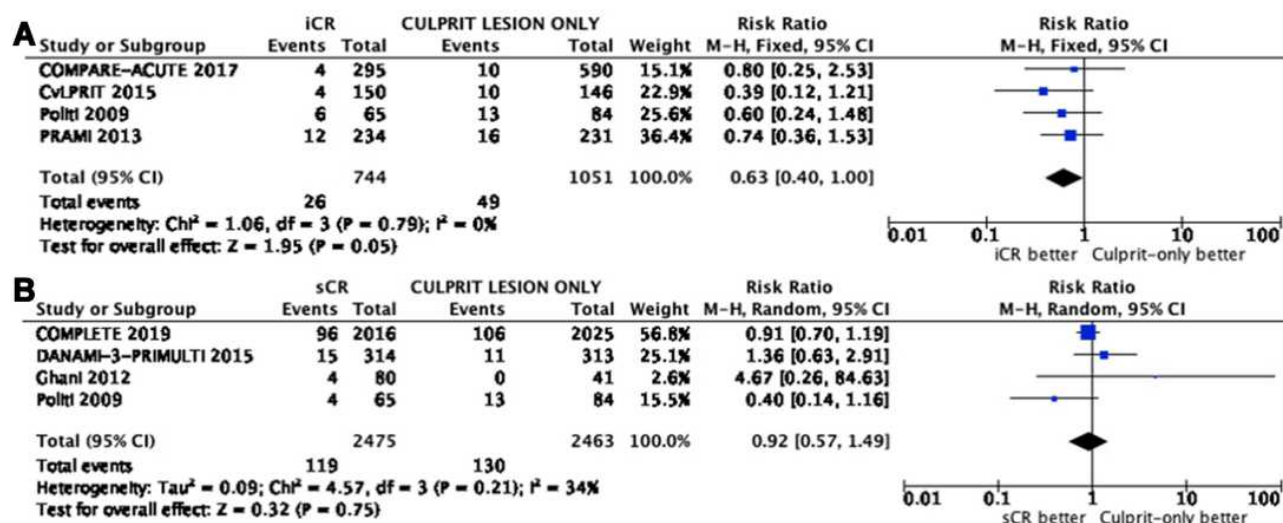 A
iCR CULPRIT LESION ONLY Risk Ratio Risk Ratio
Study or Subgroup Events Total Events Total Weight M-H, Fixed, 95% CI M-H, Fixed, 95% CI
COMPARE-ACUTE 2017 4 295 10 590 15.1% 0.80 [0.25, 2.53]
CvLPRIT 2015 4 150 10 146 22.9% 0.39 [0.12, 1.21]
Politi 2009 6 65 13 84 25.6% 0.60 [0.24, 1.48]
PRAMI 2013 12 234 16 231 36.4% 0.74 [0.36, 1.53]
Total (95% CI) 744 1051 100.0% 0.63 [0.40, 1.00]
Total events 26 49
Heterogeneity: Chi² = 1.06, df = 3 (P = 0.79); I² = 0%
Test for overall effect: Z = 1.95 (P = 0.05)
0.01 0.1 1 10 100
iCR better Culprit-only better
B
sCR CULPRIT LESION ONLY Risk Ratio Risk Ratio
Study or Subgroup Events Total Events Total Weight M-H, Random, 95% CI M-H, Random, 95% CI
COMPLETE 2019 96 2016 106 2025 56.8% 0.91 [0.70, 1.19]
DANAMI-3-PRIMULTI 2015 15 314 11 313 25.1% 1.36 [0.63, 2.91]
Ghani 2012 4 80 0 41 2.6% 4.67 [0.26, 84.63]
Politi 2009 4 65 13 84 15.5% 0.40 [0.14, 1.16]
Total (95% CI) 2475 2463 100.0% 0.92 [0.57, 1.49]
Total events 119 130
Heterogeneity: Tau² = 0.09; Chi² = 4.57, df = 3 (P = 0.21); I² = 34%
Test for overall effect: Z = 0.32 (P = 0.75)
0.01 0.1 1 10 100
sCR better Culprit-only better